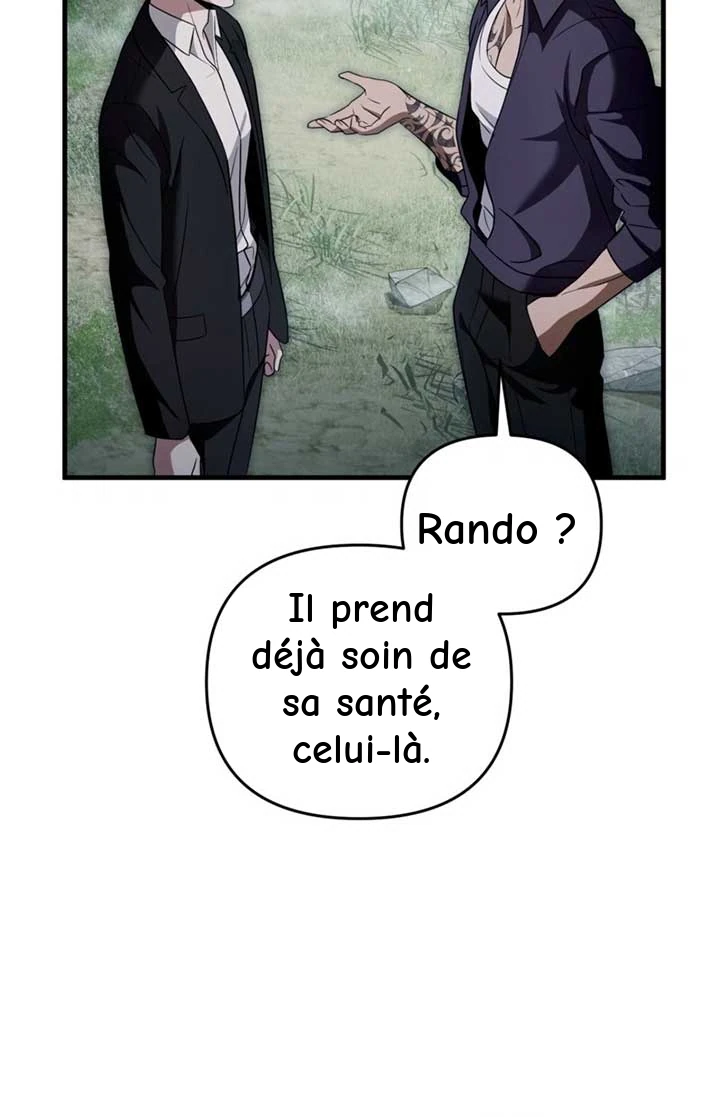 Rando ?
Il prend
déjà soin de
sa santé,
celui-là.